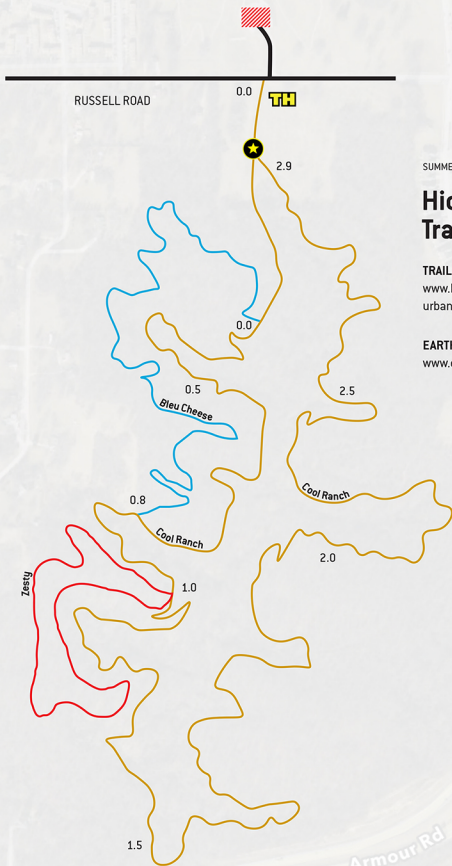 0.0
TH
RUSSELL ROAD
2.9
SUMME
Hic
Tra
TRAIL
www.
urban
EARTH
www.
0.0
0.5
2.5
Bleu Cheese
Cool Ranch
0.8
Cool Ranch
2.0
Zesty
1.0
1.5
Armour Rd